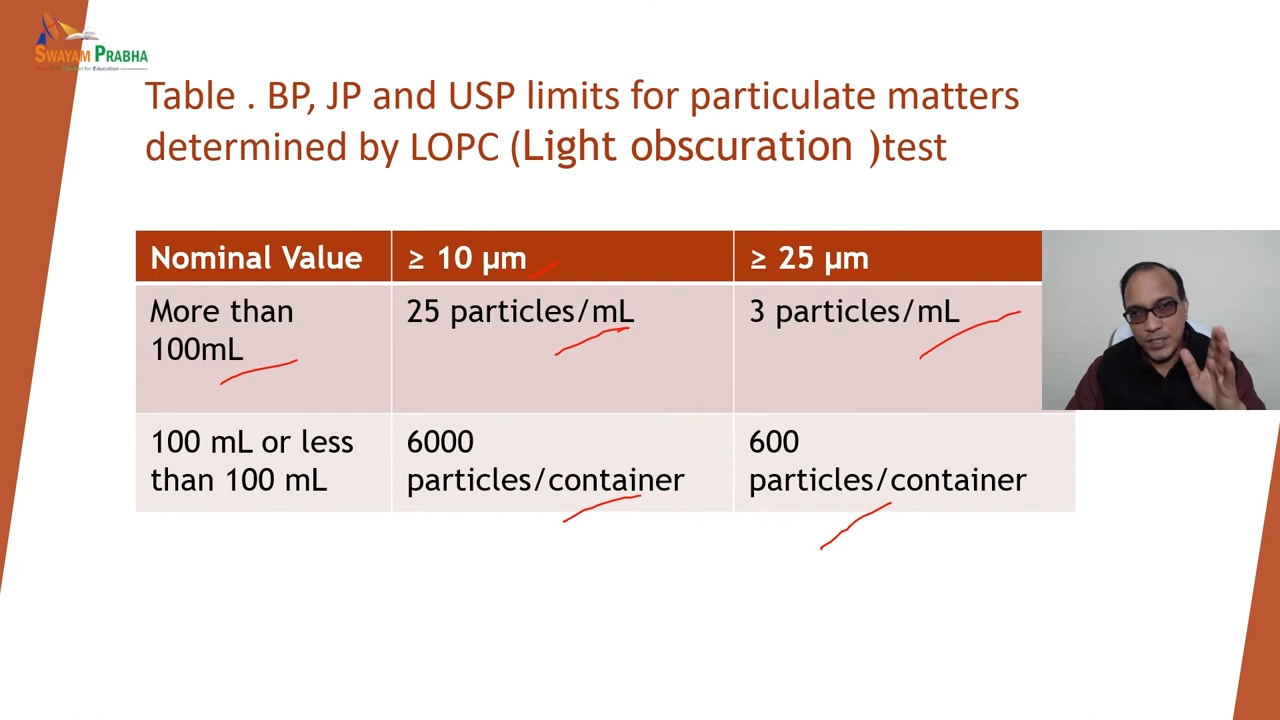 SWAYAM PRABHA
Table . BP, JP and USP limits for particulate matters
determined by LOPC (Light obscuration )test
Nominal Value
≥ 10 µm
≥ 25 µm
More than
100mL
25 particles/mL
3 particles/mL
100 mL or less
than 100 mL
6000
particles/container
600
particles/container